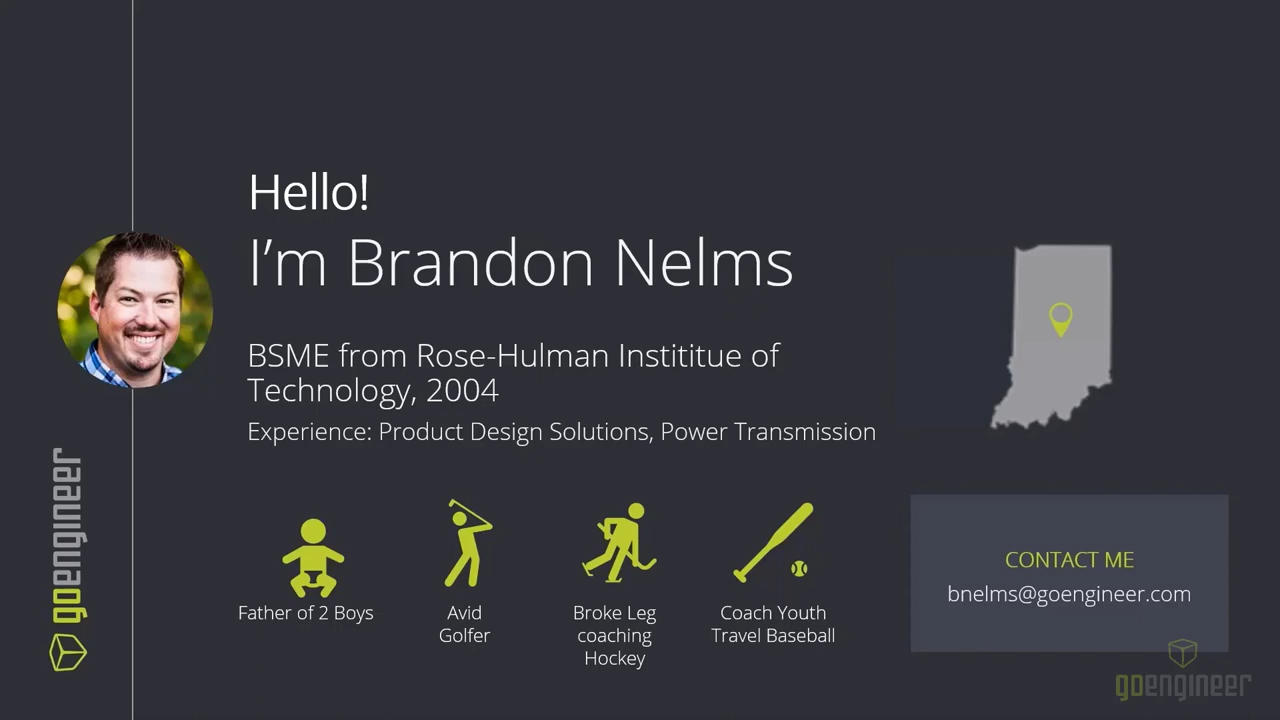 Hello!
I'm Brandon Nelms
BSME from Rose-Hulman Instititue of
Technology, 2004
Experience: Product Design Solutions, Power Transmission
Father of 2 Boys
Avid
Golfer
Broke Leg
coaching
Hockey
Coach Youth
Travel Baseball
CONTACT ME
bnelms@goengineer.com
goengineer
goengineer